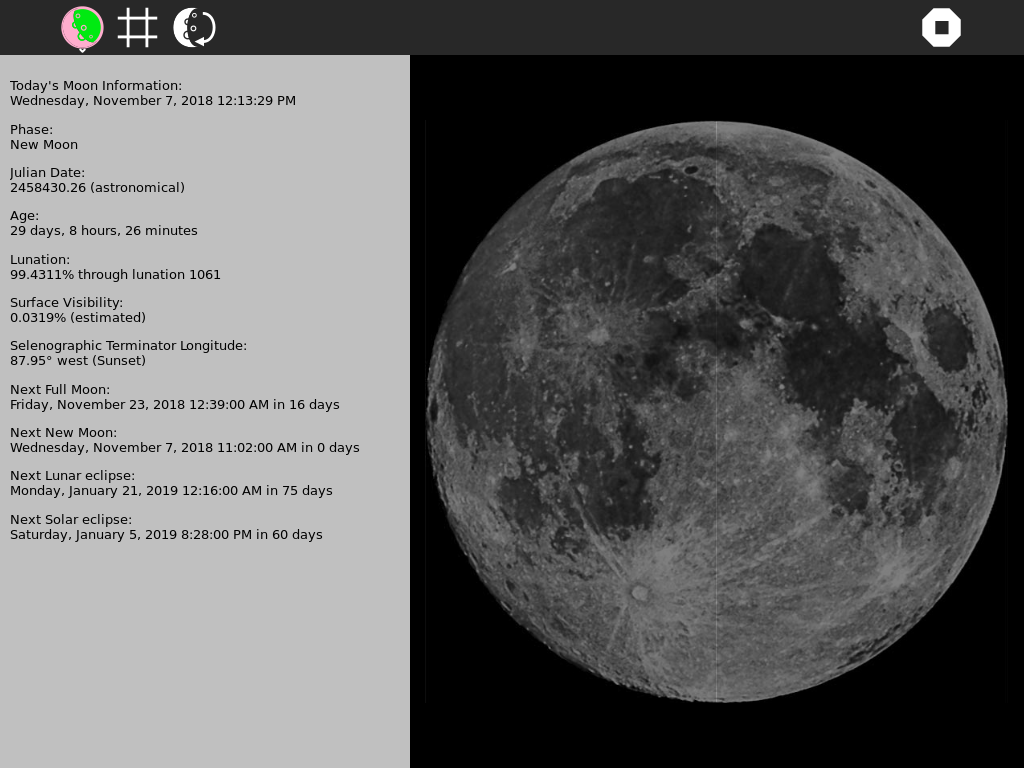 Today's Moon Information:
Wednesday, November 7, 2018 12:13:29 PM
Phase:
New Moon
Julian Date:
2458430.26 (astronomical)
Age:
29 days, 8 hours, 26 minutes
Lunation:
99.4311% through lunation 1061
Surface Visibility:
0.0319% (estimated)
Selenographic Terminator Longitude:
87.95° west (Sunset)
Next Full Moon:
Friday, November 23, 2018 12:39:00 AM in 16 days
Next New Moon:
Wednesday, November 7, 2018 11:02:00 AM in 0 days
Next Lunar eclipse:
Monday, January 21, 2019 12:16:00 AM in 75 days
Next Solar eclipse:
Saturday, January 5, 2019 8:28:00 PM in 60 days